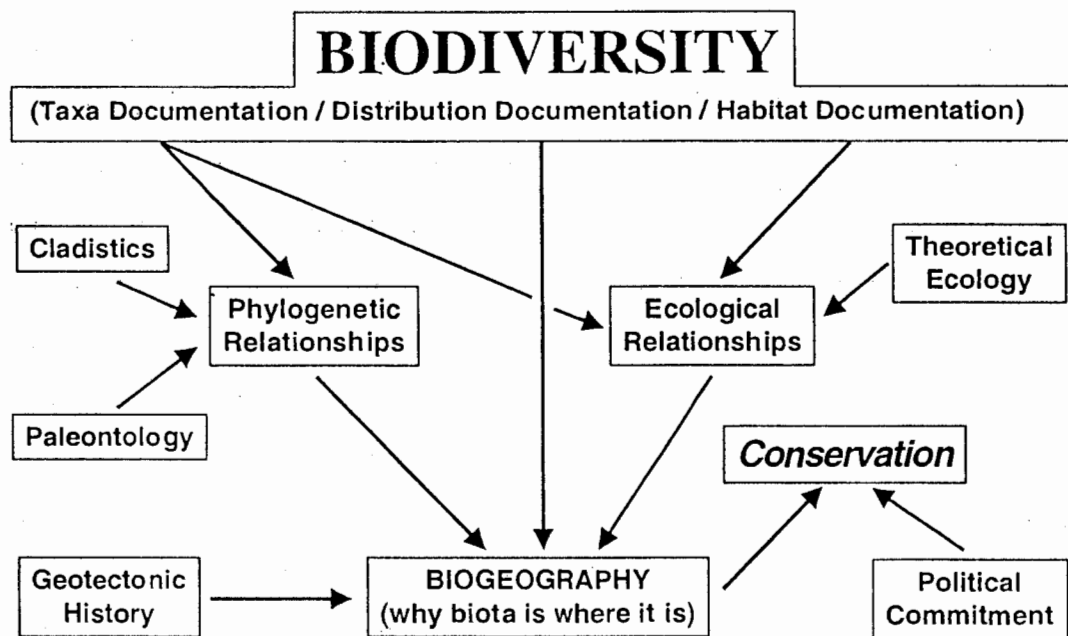 BIODIVERSITY
(Taxa Documentation / Distribution Documentation / Habitat Documentation)
Cladistics
Theoretical
Ecology
Phylogenetic
Relationships
Ecological
Relationships
Paleontology
Conservation
Geotectonic
History
BIOGEOGRAPHY
(why biota is where it is)
Political
Commitment